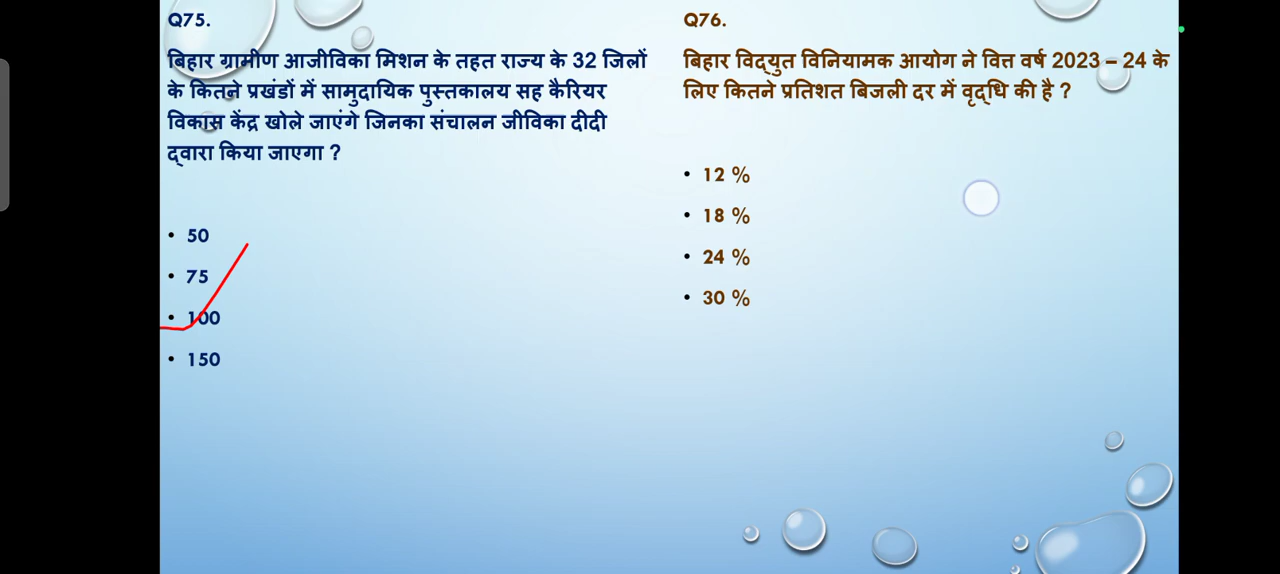 Q75.
बिहार ग्रामीण आजीविका मिशन के तहत राज्य के 32 जिलों
के कितने प्रखंडों में सामुदायिक पुस्तकालय सह कैरियर
विकास केंद्र खोले जाएंगे जिनका संचालन जीविका दीदी
द्वारा किया जाएगा ?
• 50
• 75
• 100
• 150
Q76.
बिहार विद्युत विनियामक आयोग ने वित्त वर्ष 2023 – 24 के
लिए कितने प्रतिशत बिजली दर में वृद्धि की है ?
• 12 %
• 18 %
• 24 %
• 30 %